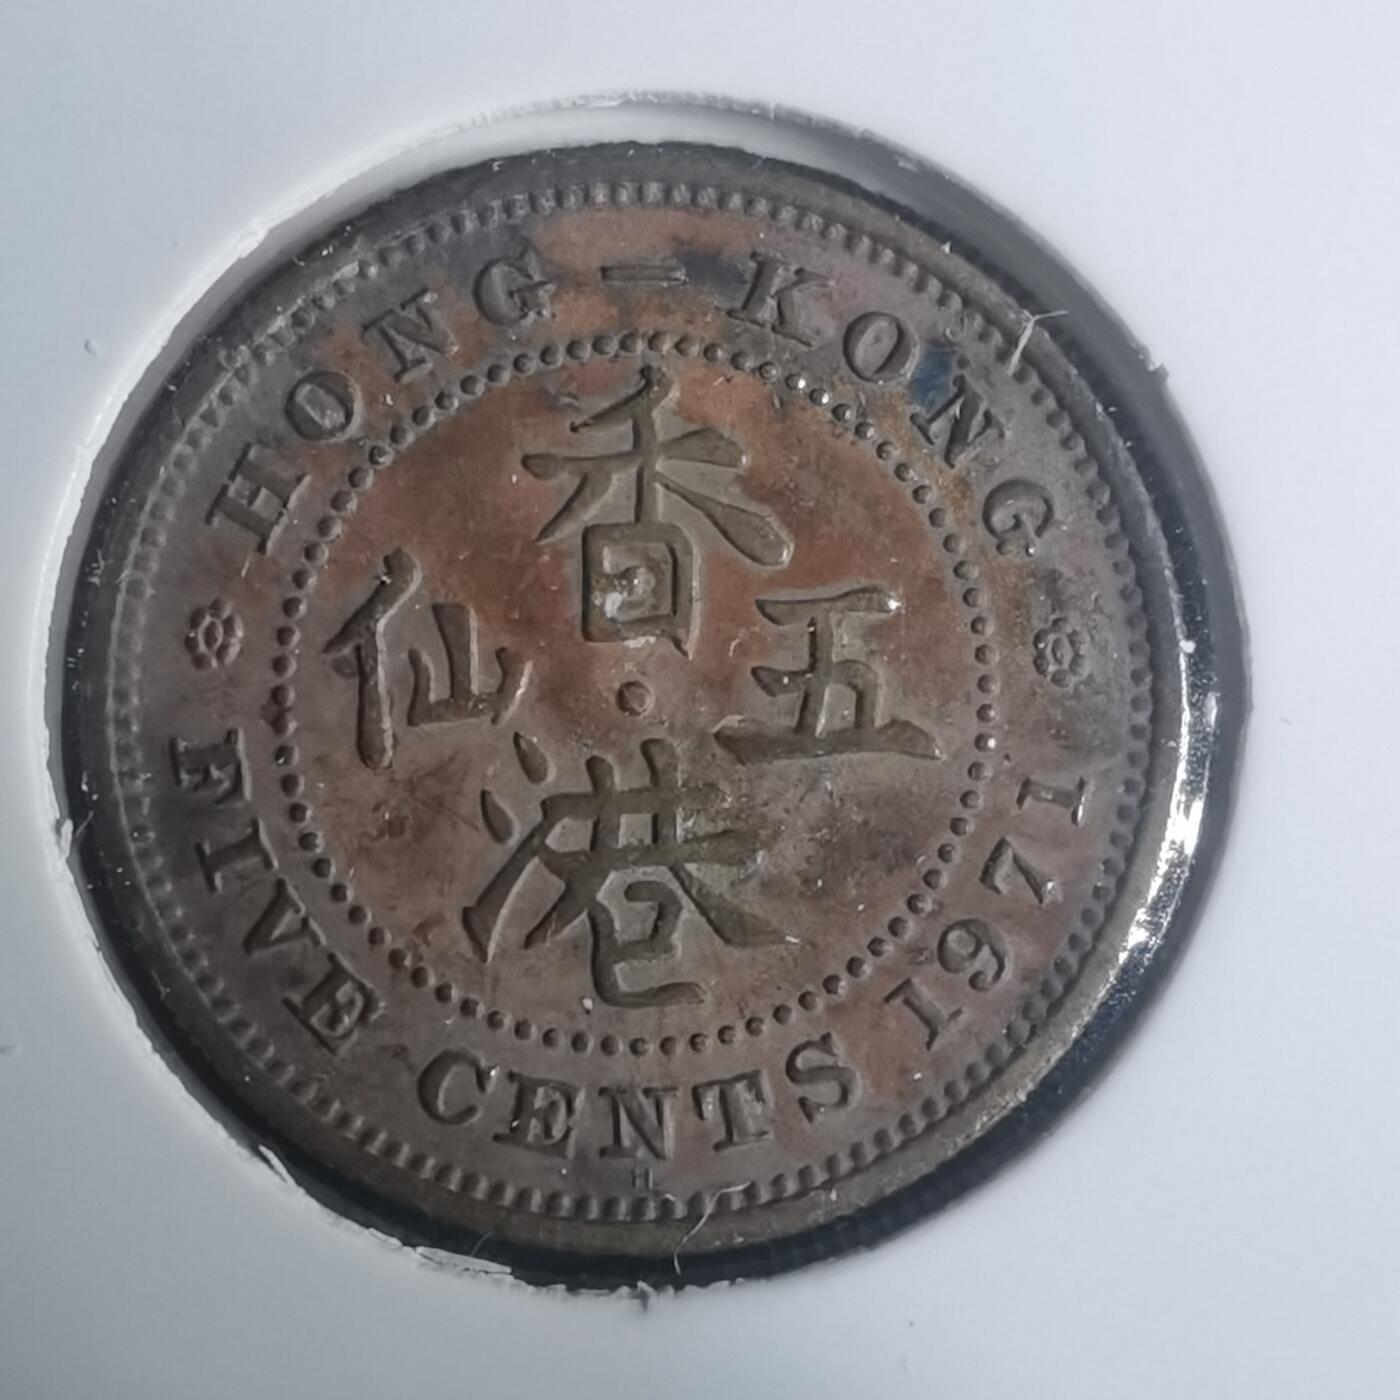 HONG-KONG
香
五
港
仙
FIVE CENTS 1971
H